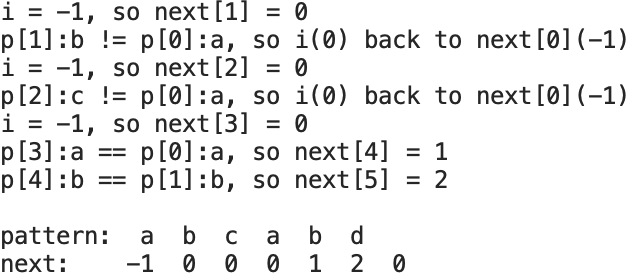 i = -1, so next[1] = 0
p[1]:b != p[0]:a, so i(0) back to next[0](-1)
i = -1, so next[2] = 0
p[2]:c != p[0]:a, so i(0) back to next[0](-1)
i = -1, so next[3] = 0
p[3]:a == p[0]:a, so next[4] = 1
p[4]:b == p[1]:b, so next[5] = 2
pattern:  a  b  c  a  b  d
next:    -1  0  0  0  1  2  0